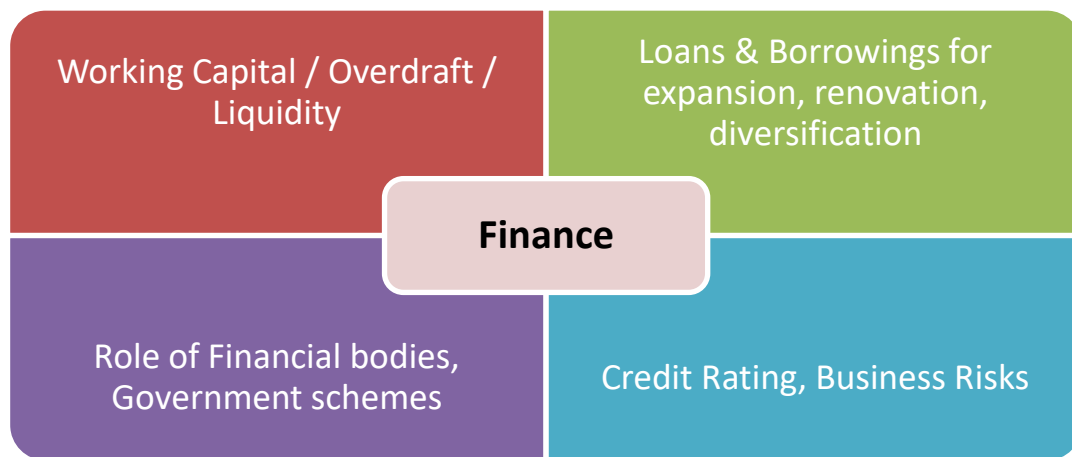 Working Capital / Overdraft /
Liquidity
Loans & Borrowings for
expansion, renovation,
diversification
Finance
Role of Financial bodies,
Government schemes
Credit Rating, Business Risks